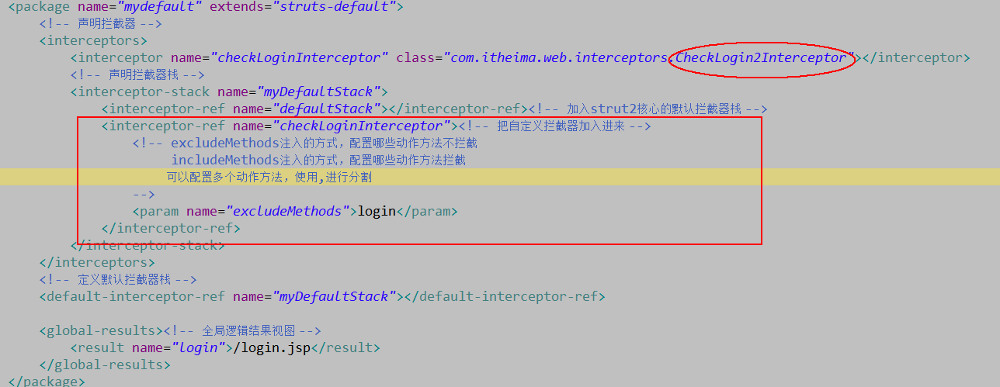 <package name="mydefault" extends="struts-default">
<!-- 声明拦截器 -->
<interceptors>
<interceptor name="checkLoginInterceptor" class="com.itheima.web.interceptors.CheckLogin2Interceptor"></interceptor>
<!-- 声明拦截器栈 -->
<interceptor-stack name="myDefaultStack">
<interceptor-ref name="defaultStack"></interceptor-ref><!-- 加入strut2核心的默认拦截器栈 -->
<interceptor-ref name="checkLoginInterceptor"><!-- 把自定义拦截器加入进来 -->
<!-- excludeMethods注入的方式，配置哪些动作方法不拦截
includeMethods注入的方式，配置哪些动作方法拦截
可以配置多个动作方法，使用,进行分割
-->
<param name="excludeMethods">login</param>
</interceptor-ref>
</interceptor-stack>
</interceptors>
<!-- 定义默认拦截器栈 -->
<default-interceptor-ref name="myDefaultStack"></default-interceptor-ref>
<global-results><!-- 全局逻辑结果视图 -->
<result name="login">/login.jsp</result>
</global-results>
</package>